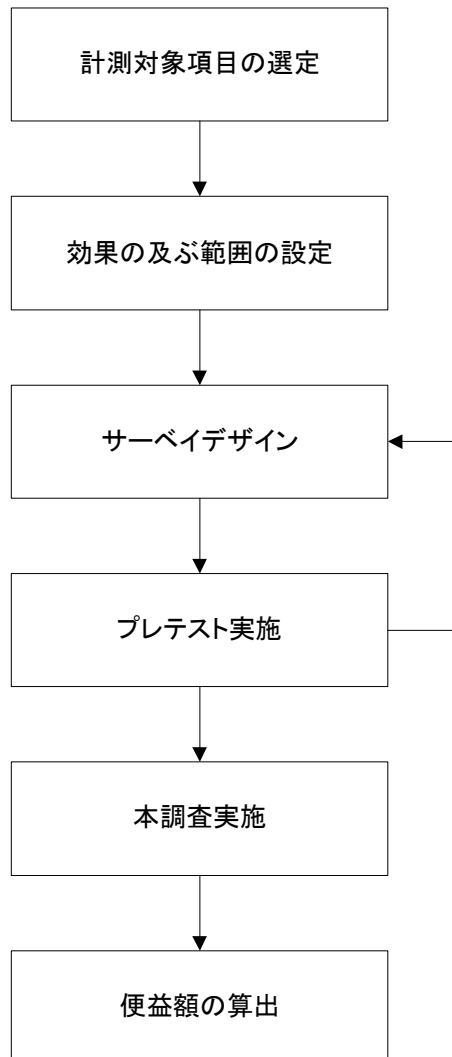 計測対象項目の選定
効果の及ぶ範囲の設定
サーベイデザイン
プレテスト実施
本調査実施
便益額の算出